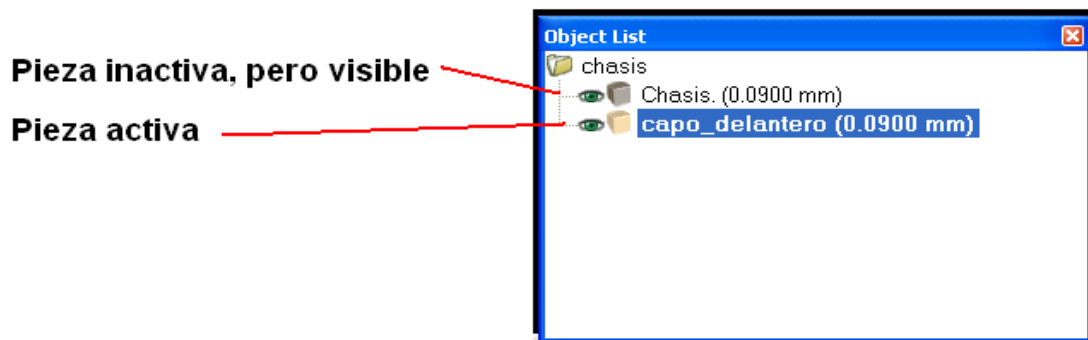 Object List
chasis
Pieza inactiva, pero visible
Chasis. (0.0900 mm)
Pieza activa
capo_delantero (0.0900 mm)